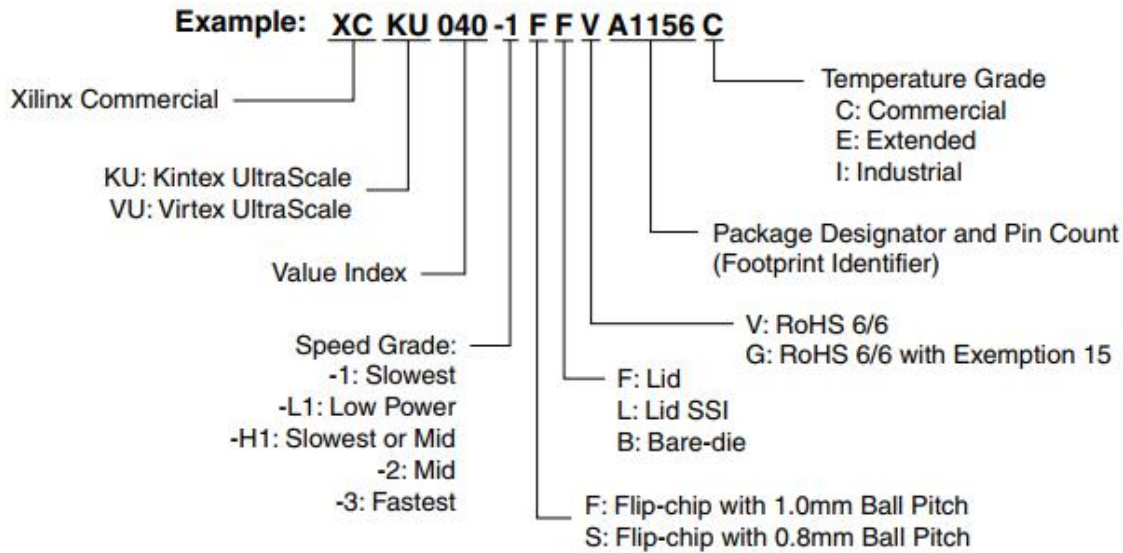 Example: XC KU 040 -1 F F V A1156 C
Xilinx Commercial
Temperature Grade
C: Commercial
E: Extended
I: Industrial
KU: Kintex UltraScale
VU: Virtex UltraScale
Package Designator and Pin Count
(Footprint Identifier)
Value Index
V: RoHS 6/6
G: RoHS 6/6 with Exemption 15
Speed Grade:
-1: Slowest
-L1: Low Power
-H1: Slowest or Mid
-2: Mid
-3: Fastest
F: Lid
L: Lid SSI
B: Bare-die
F: Flip-chip with 1.0mm Ball Pitch
S: Flip-chip with 0.8mm Ball Pitch